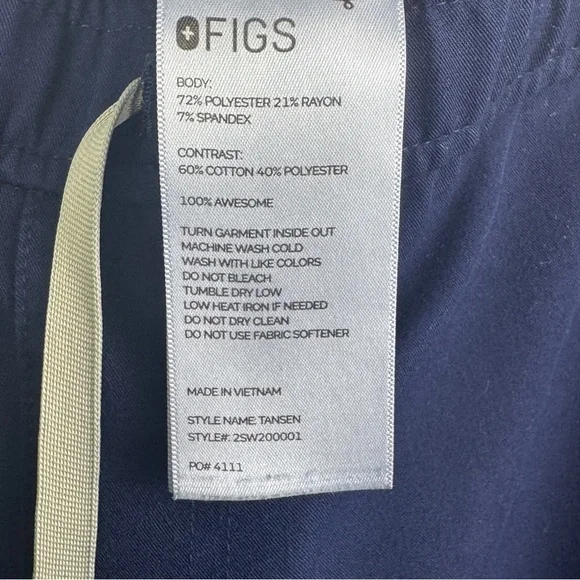 FIGS
BODY:
72% POLYESTER 21% RAYON
7% SPANDEX
CONTRAST:
60% COTTON 40% POLYESTER
100% AWESOME
TURN GARMENT INSIDE OUT
MACHINE WASH COLD
WASH WITH LIKE COLORS
DO NOT BLEACH
TUMBLE DRY LOW
LOW HEAT IRON IF NEEDED
DO NOT DRY CLEAN
DO NOT USE FABRIC SOFTENER
MADE IN VIETNAM
STYLE NAME: TANSEN
STYLE#: 2SW200001
PO# 4111